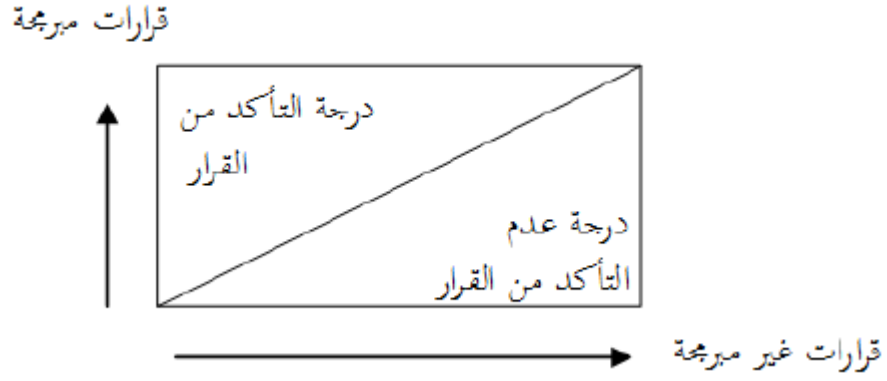 قرارات مبرمجة
درجة التأكد من
القرار
درجة عدم
التأكد من القرار
قرارات غير مبرمجة